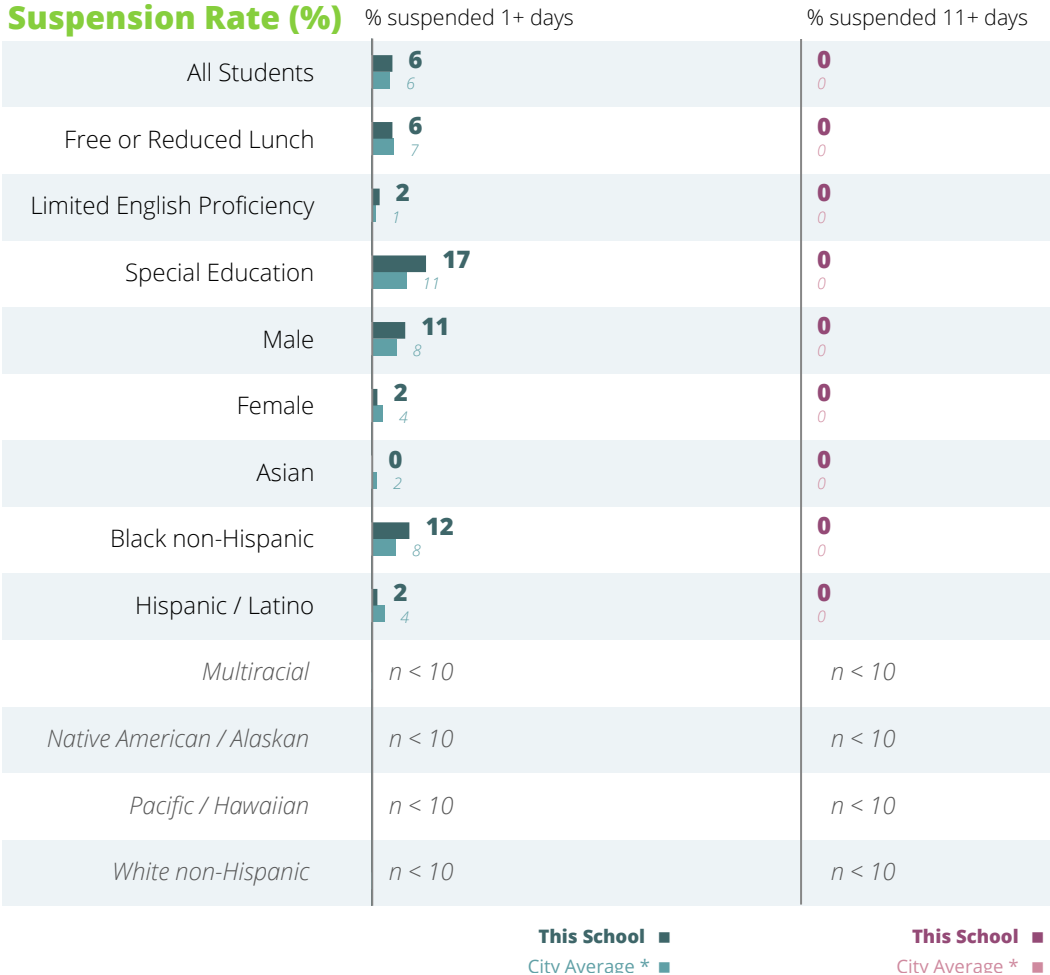 Suspension Rate (%) % suspended 1+ days % suspended 11+ days
All Students 6 0
6 0
Free or Reduced Lunch 6 0
7 0
Limited English Proficiency 2 0
1 0
Special Education 17 0
11 0
Male 11 0
8 0
Female 2 0
4 0
Asian 0 0
2 0
Black non-Hispanic 12 0
8 0
Hispanic / Latino 2 0
4 0
Multiracial n < 10 n < 10
Native American / Alaskan n < 10 n < 10
Pacific / Hawaiian n < 10 n < 10
White non-Hispanic n < 10 n < 10
This School This School
City Average * City Average *